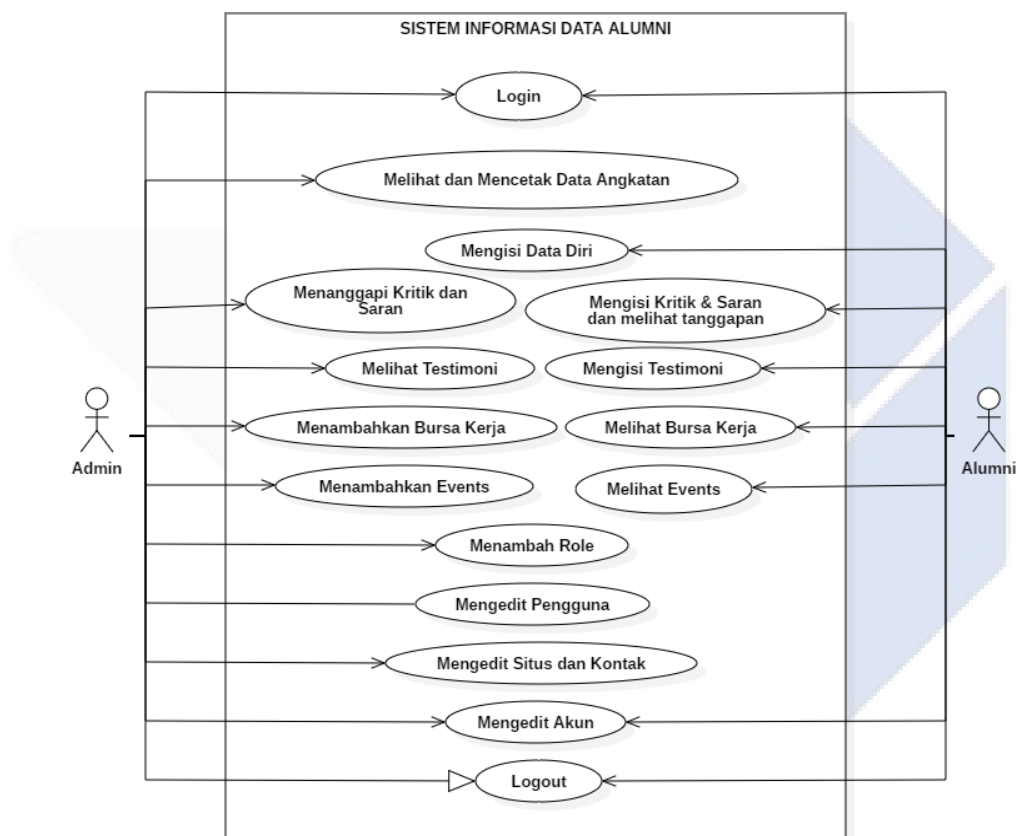 SISTEM INFORMASI DATA ALUMNI
Login
Melihat dan Mencetak Data Angkatan
Mengisi Data Diri
Menanggapi Kritik dan
Saran
Mengisi Kritik & Saran
dan melihat tanggapan
Melihat Testimoni
Mengisi Testimoni
Menambahkan Bursa Kerja
Melihat Bursa Kerja
Admin
Alumni
Menambahkan Events
Melihat Events
Menambah Role
Mengedit Pengguna
Mengedit Situs dan Kontak
Mengedit Akun
Logout